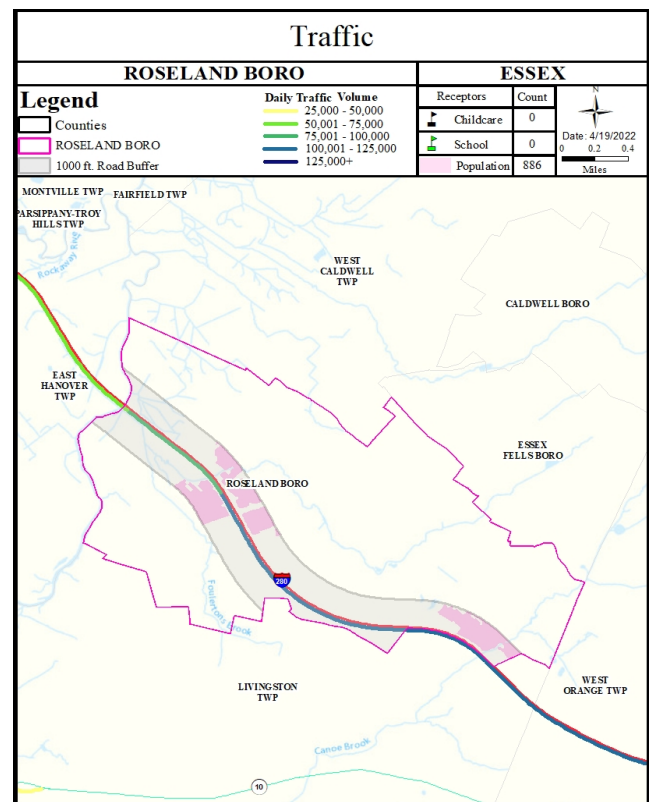 Traffic
ROSELAND BORO
ESSEX
Legend
Counties
ROSELAND BORO
1000 ft. Road Buffer
Daily Traffic Volume
25,000 - 50,000
50,001 - 75,000
75,001 - 100,000
100,001 - 125,000
125,000+
Receptors Count
Childcare 0
School 0
Population 886
N
Date: 4/19/2022
0 0.2 0.4
Miles
MONTVILLE TWP
FAIRFIELD TWP
PARSIPPANY-TROY
HILLS TWP
Rockaway Rive
WEST
CALDWELL
TWP
CALDWELL BORO
EAST
HANOVER
TWP
ESSEX
FELLS BORO
ROSELAND BORO
280
Foulertons Brook
LIVINGSTON
TWP
WEST
ORANGE TWP
Canoe Brook
10